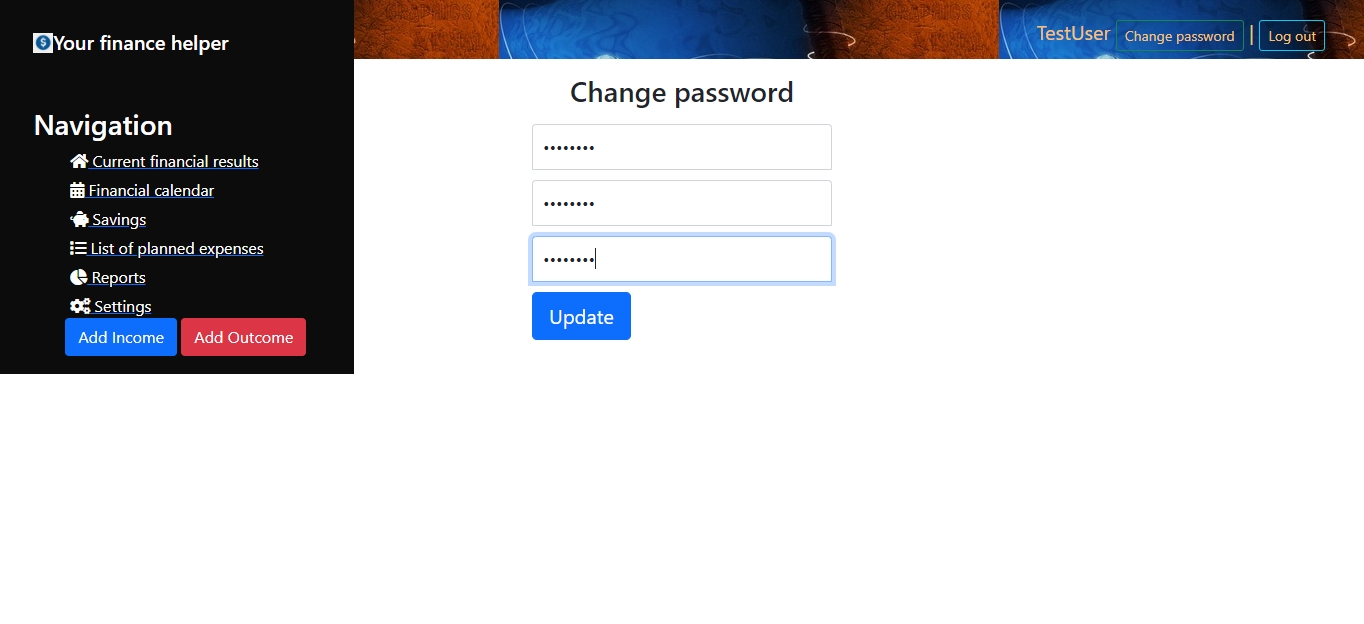 Your finance helper
TestUser Change password | Log out
Navigation
Current financial results
Financial calendar
Savings
List of planned expenses
Reports
Settings
Add Income Add Outcome
Change password
••••••••
••••••••
••••••••
Update